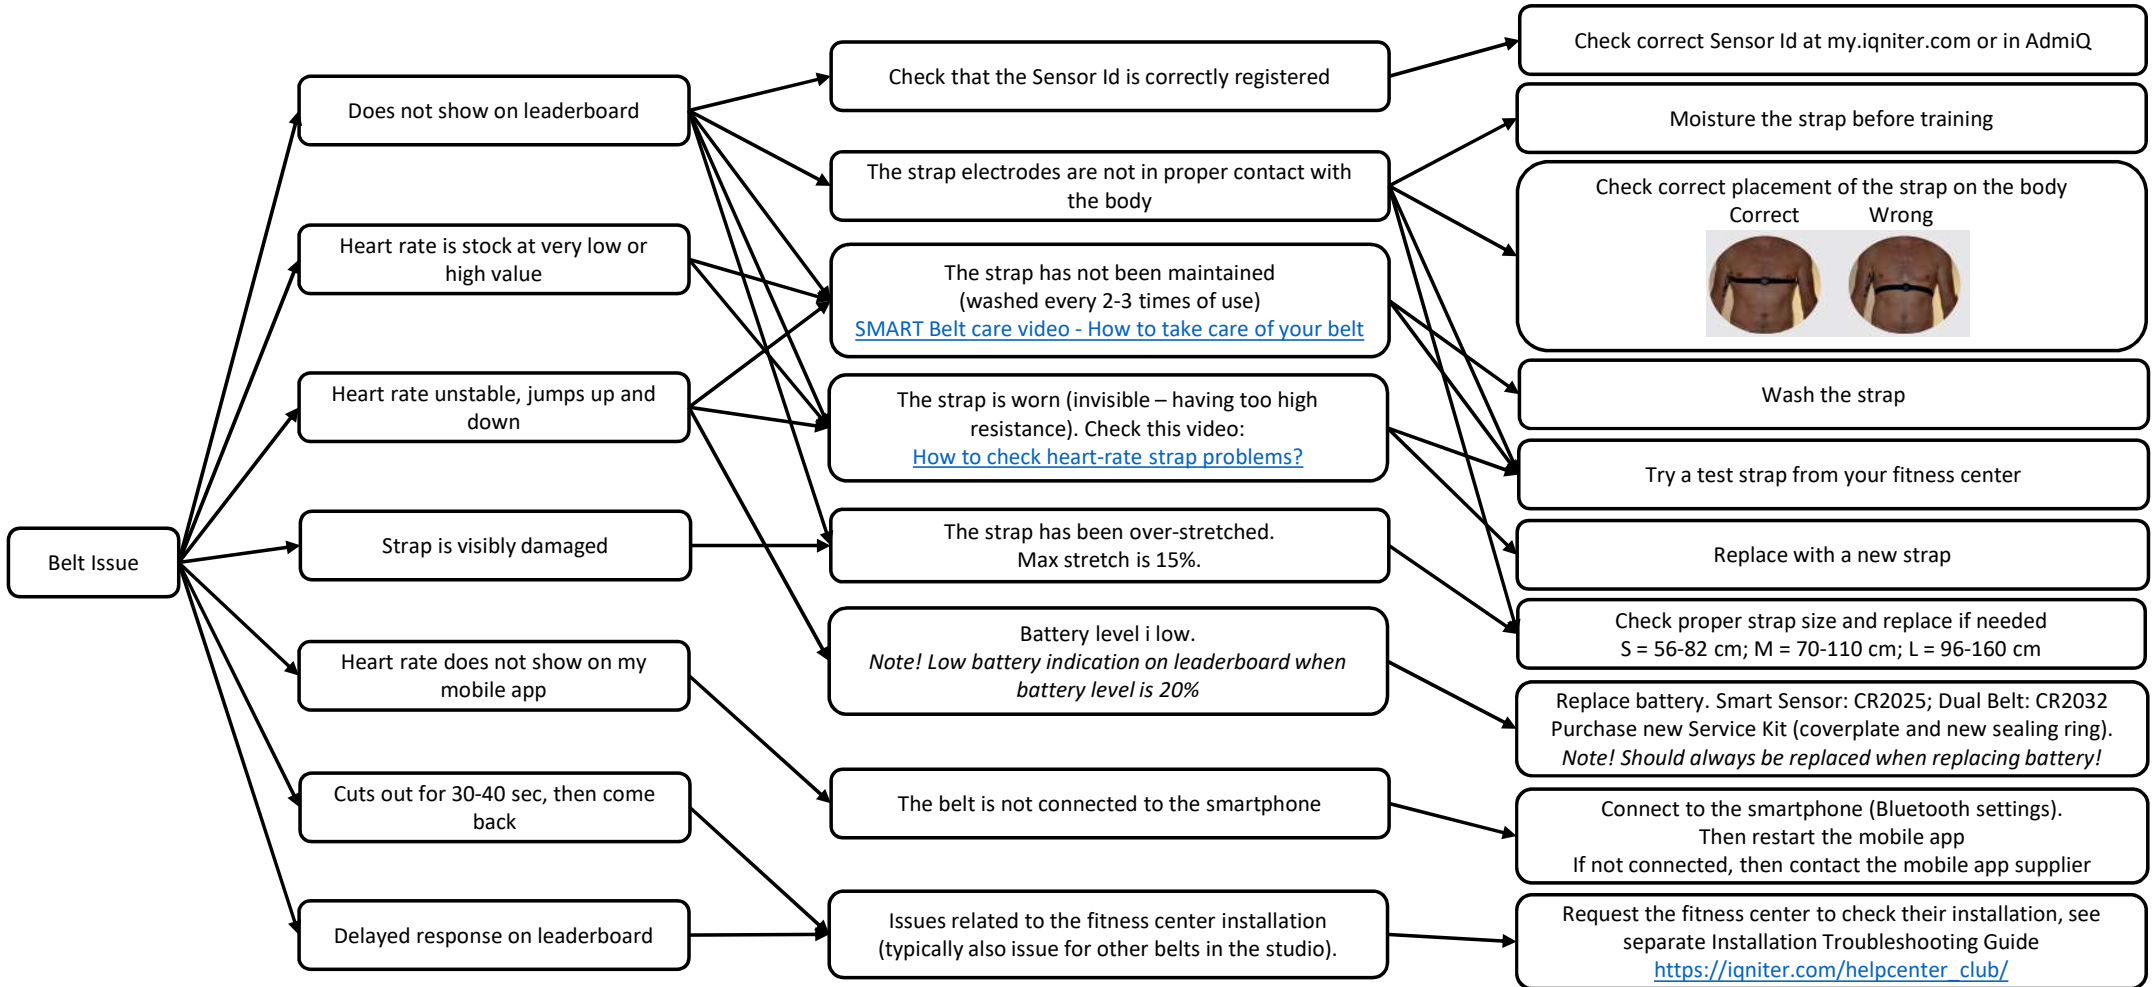 Belt Issue
Does not show on leaderboard
Heart rate is stock at very low or
high value
Heart rate unstable, jumps up and
down
Strap is visibly damaged
Heart rate does not show on my
mobile app
Cuts out for 30-40 sec, then come
back
Delayed response on leaderboard
Check that the Sensor Id is correctly registered
The strap electrodes are not in proper contact with
the body
The strap has not been maintained
(washed every 2-3 times of use)
SMART Belt care video - How to take care of your belt
The strap is worn (invisible – having too high
resistance). Check this video:
How to check heart-rate strap problems?
The strap has been over-stretched.
Max stretch is 15%.
Battery level i low.
Note! Low battery indication on leaderboard when
battery level is 20%
The belt is not connected to the smartphone
Issues related to the fitness center installation
(typically also issue for other belts in the studio).
Check correct Sensor Id at my.iqniter.com or in AdmiQ
Moisture the strap before training
Check correct placement of the strap on the body
Correct Wrong
Wash the strap
Try a test strap from your fitness center
Replace with a new strap
Check proper strap size and replace if needed
S = 56-82 cm; M = 70-110 cm; L = 96-160 cm
Replace battery. Smart Sensor: CR2025; Dual Belt: CR2032
Purchase new Service Kit (coverplate and new sealing ring).
Note! Should always be replaced when replacing battery!
Connect to the smartphone (Bluetooth settings).
Then restart the mobile app
If not connected, then contact the mobile app supplier
Request the fitness center to check their installation, see
separate Installation Troubleshooting Guide
https://iqniter.com/helpcenter_club/